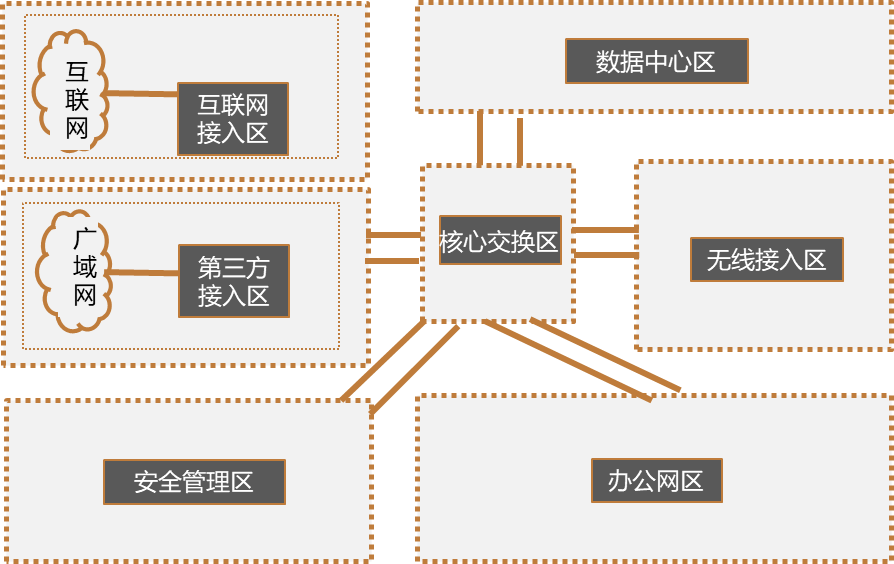 互
联
网
互联网
接入区
数据中心区
广
域
网
第三方
接入区
核心交换区
无线接入区
安全管理区
办公网区